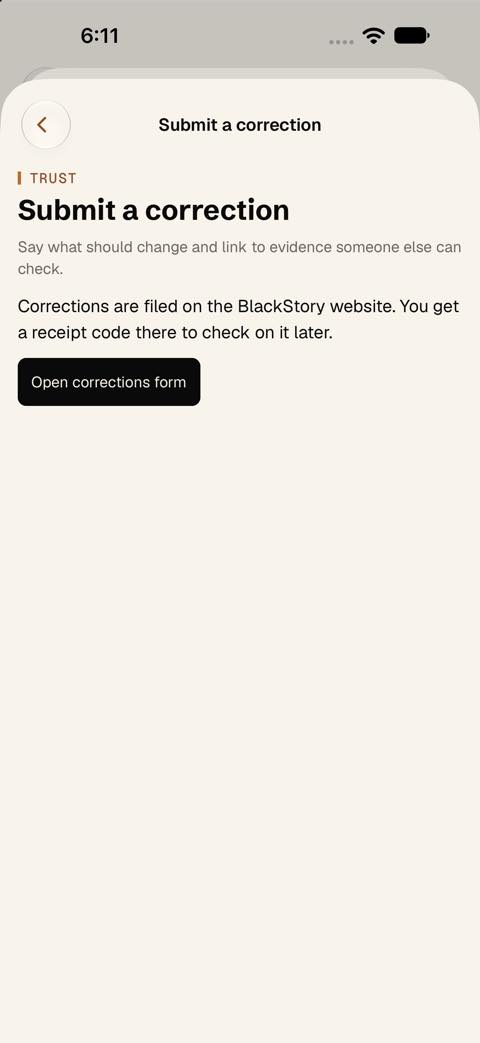 6:11
Submit a correction
TRUST
Submit a correction
Say what should change and link to evidence someone else can
check.
Corrections are filed on the BlackStory website. You get
a receipt code there to check on it later.
Open corrections form